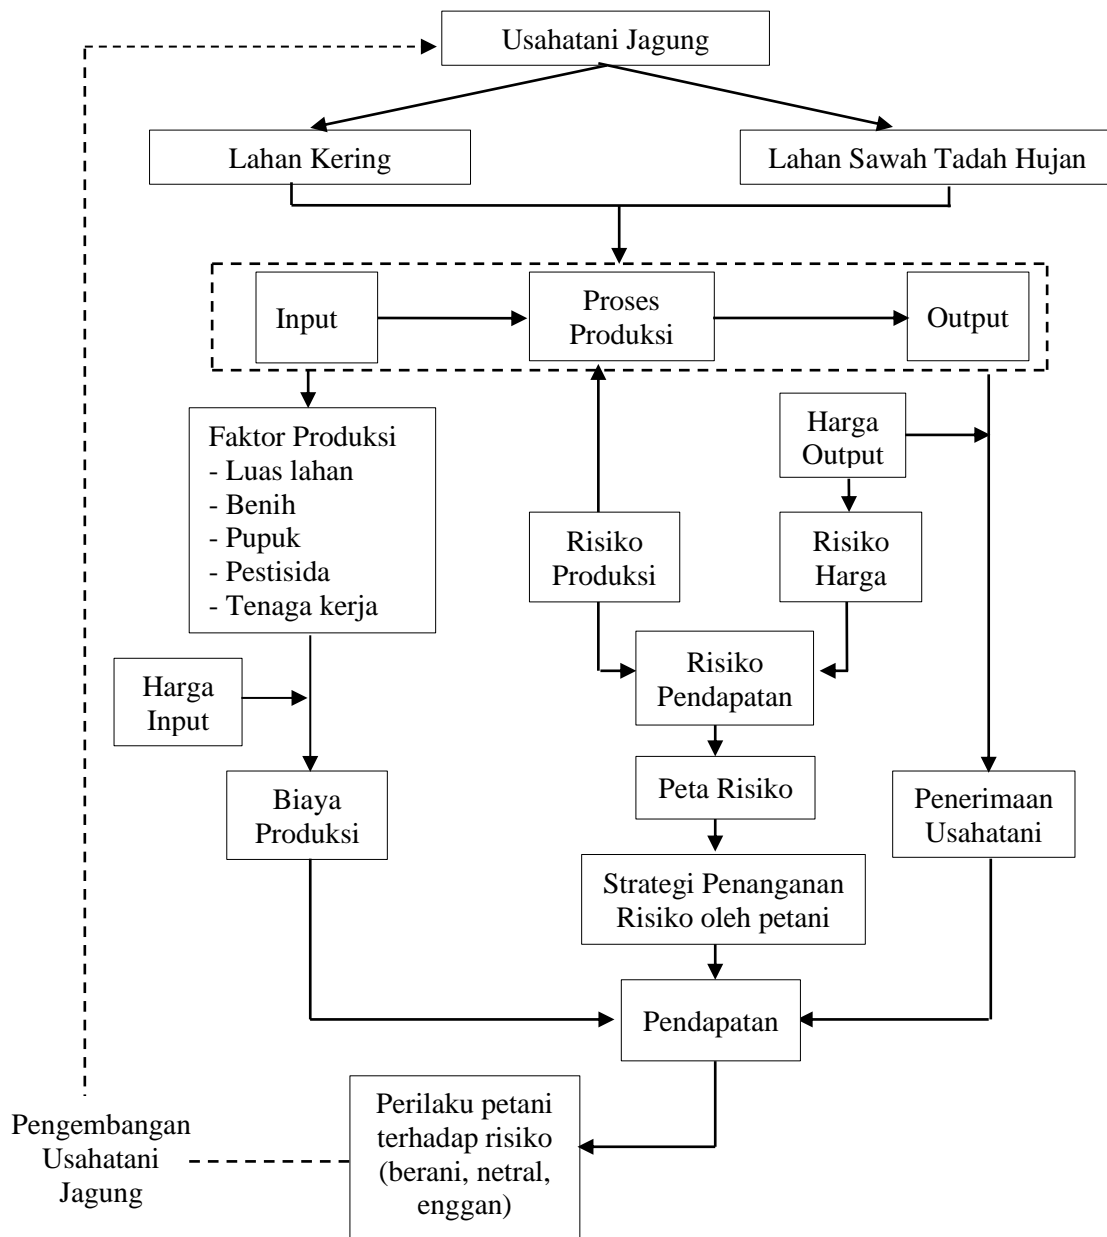 Usahatani Jagung
Lahan Kering
Lahan Sawah Tadah Hujan
Input
Proses
Produksi
Output
Faktor Produksi
- Luas lahan
- Benih
- Pupuk
- Pestisida
- Tenaga kerja
Harga
Output
Risiko
Produksi
Risiko
Harga
Harga
Input
Risiko
Pendapatan
Biaya
Produksi
Peta Risiko
Penerimaan
Usahatani
Strategi Penanganan
Risiko oleh petani
Pendapatan
Pengembangan
Usahatani
Jagung
Perilaku petani
terhadap risiko
(berani, netral,
enggan)